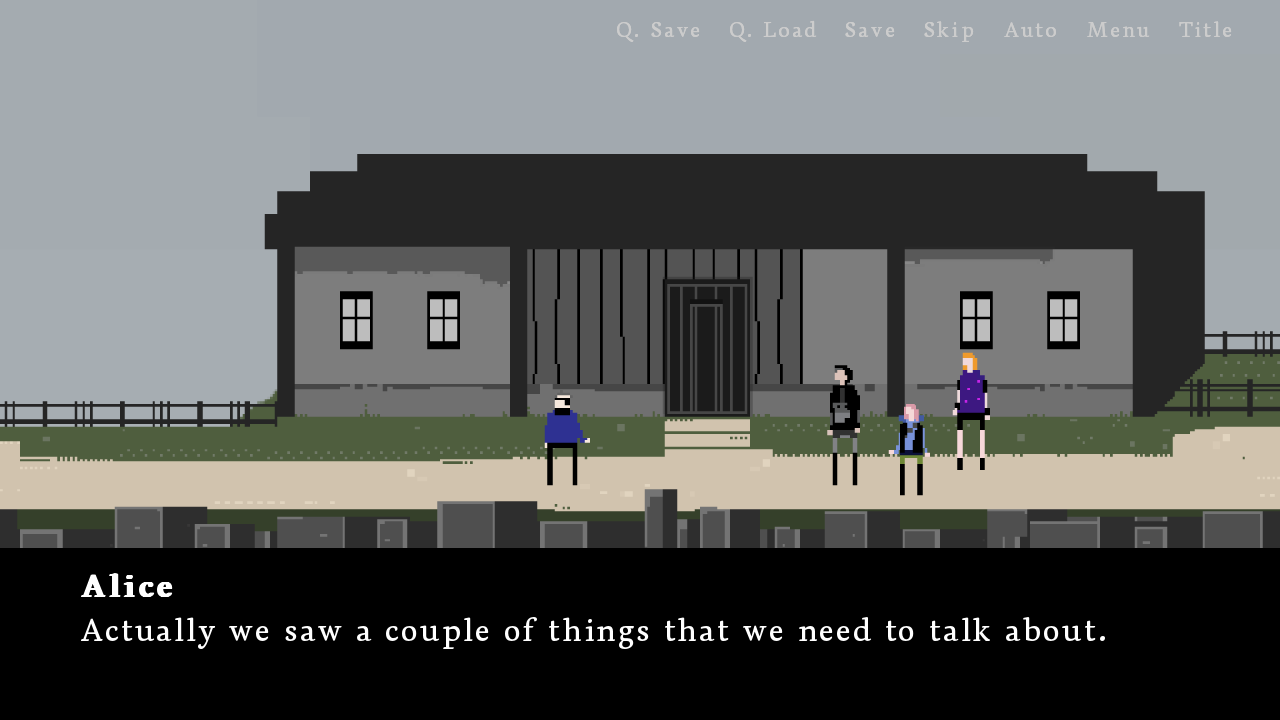 Q. Save Q. Load Save Skip Auto Menu Title
Alice
Actually we saw a couple of things that we need to talk about.